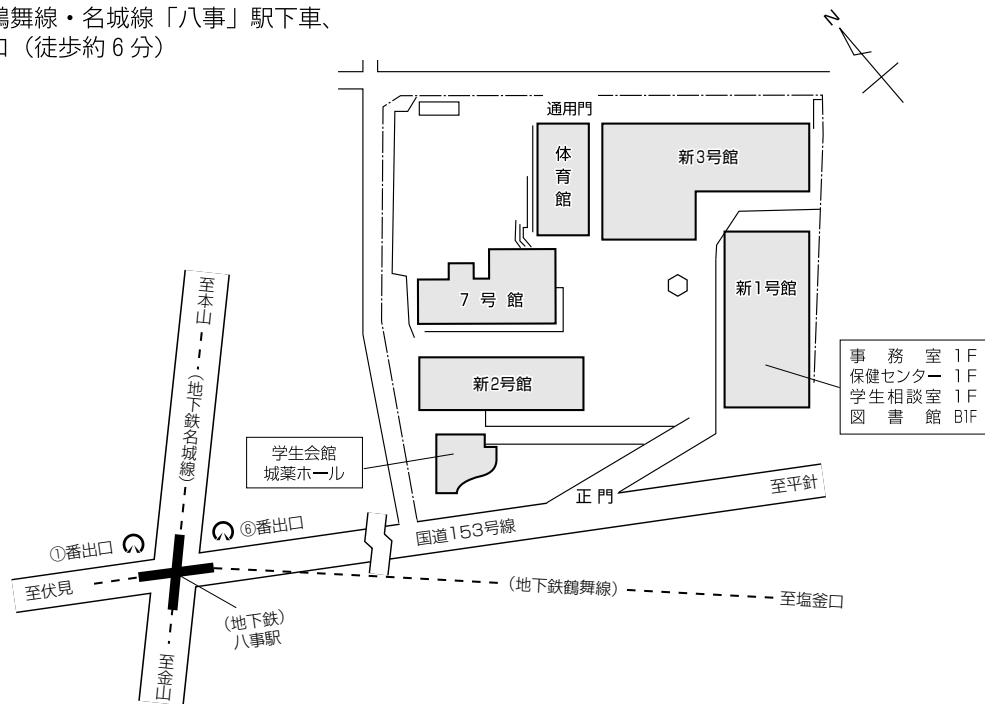 鶴舞線・名城線「八事」駅下車、
口（徒歩約6分）
N
通用門
体育館
新3号館
7号館
新1号館
新2号館
事務室 1F
保健センター 1F
学生相談室 1F
図書館 B1F
学生会館
城薬ホール
正門
至平針
国道153号線
至本山
（地下鉄名城線）
①番出口
⑥番出口
至伏見
（地下鉄鶴舞線）
至塩釜口
（地下鉄）
八事駅
至金山